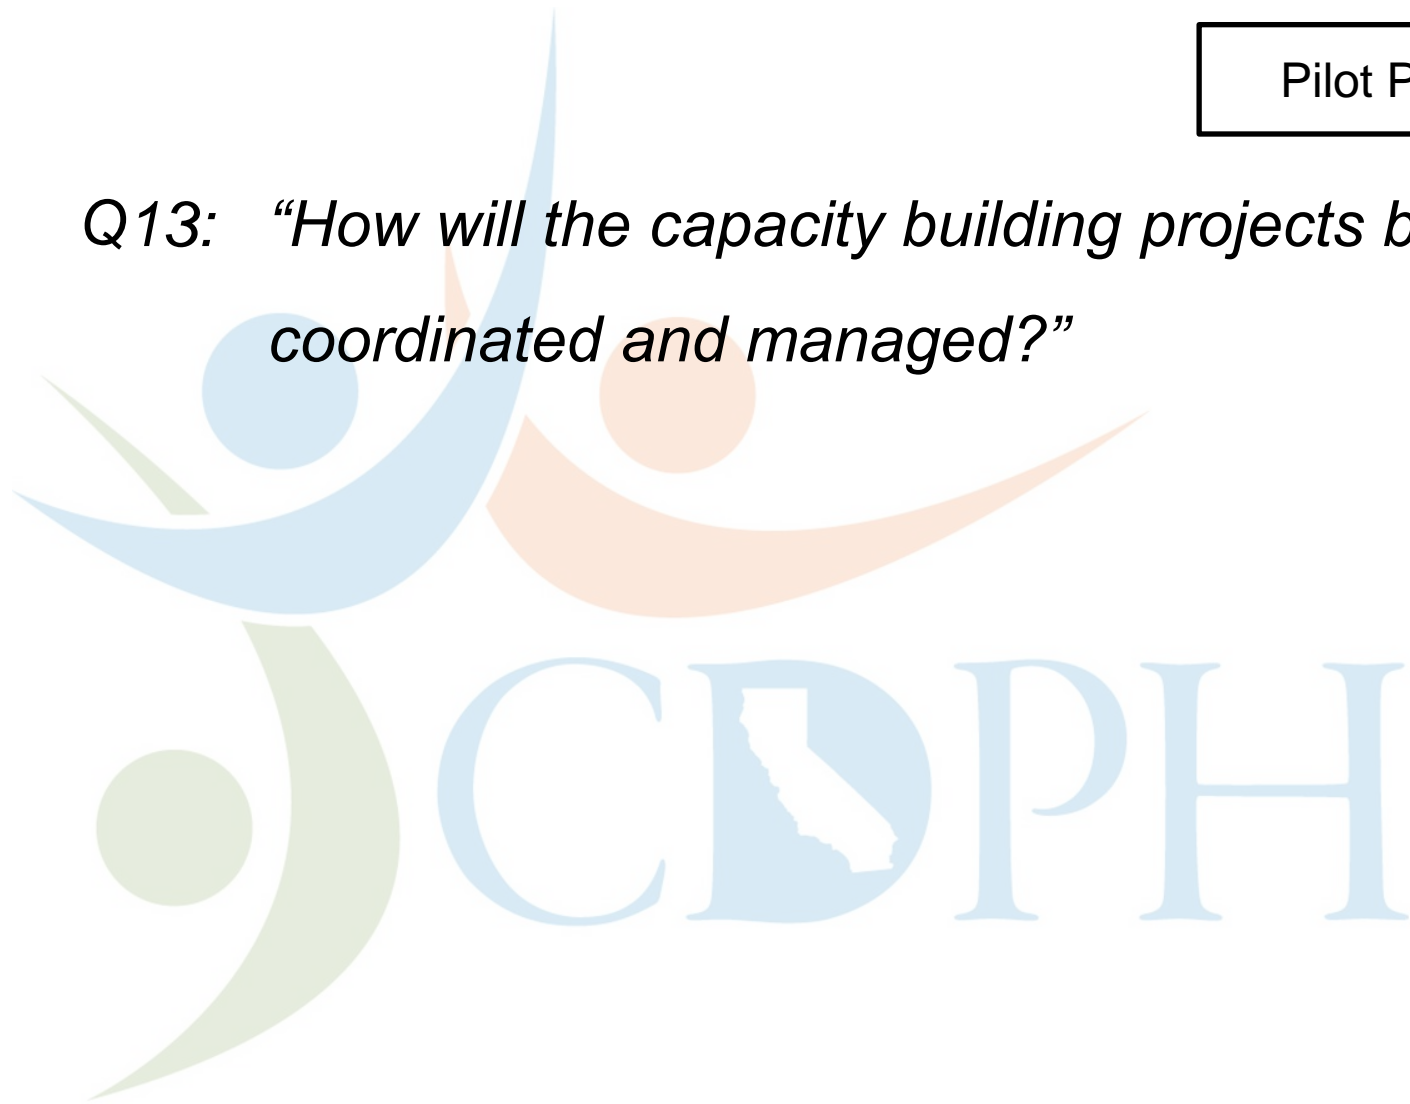 Pilot P
Q13: “How will the capacity building projects b
coordinated and managed?”
CDPH